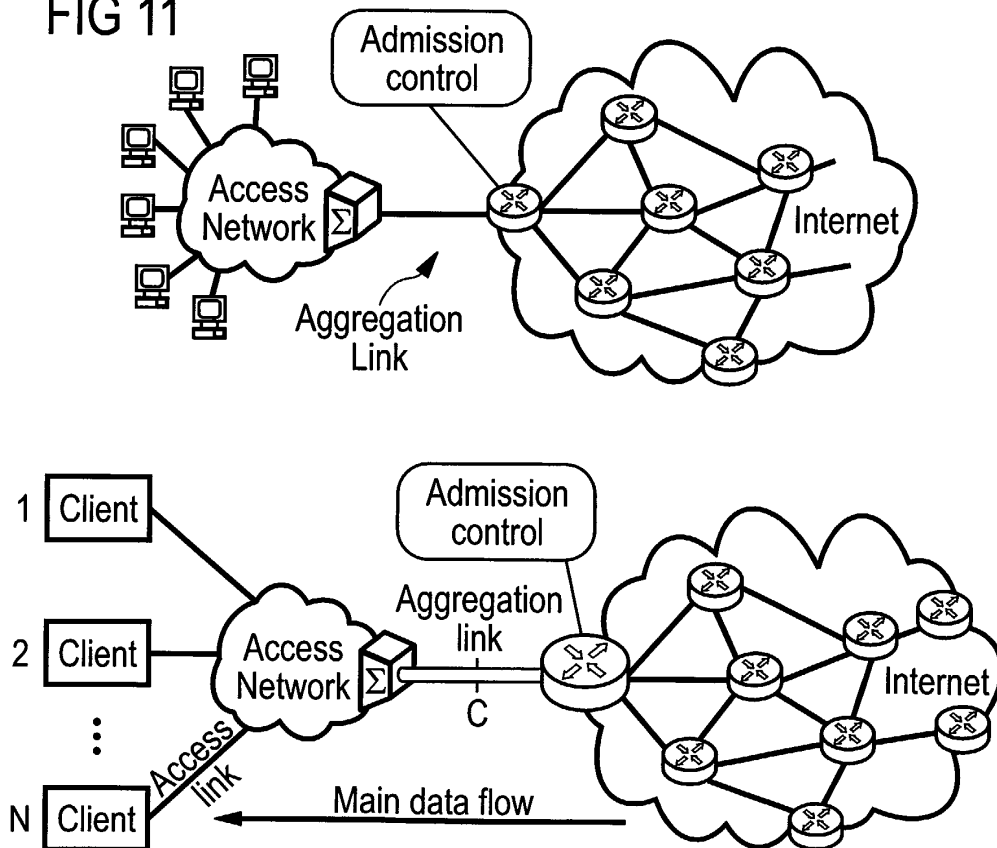 FIG 11
Admission
control
Access
Network
Σ
Internet
Aggregation
Link
Admission
control
1 Client
Aggregation
link
2 Client
Access
Network
Σ
C
Internet
Access
link
N Client
Main data flow